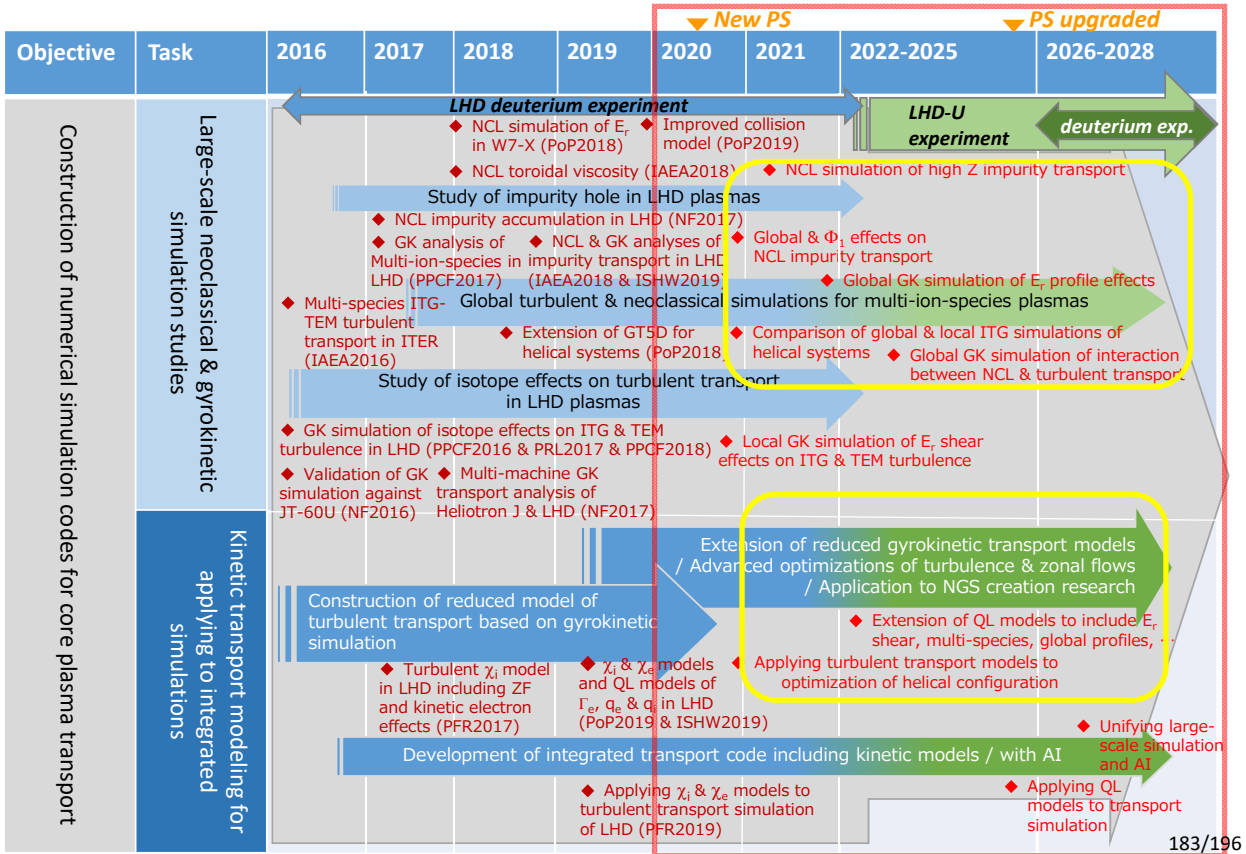 New PS
PS upgraded
Objective
Task
2016
2017
2018
2019
2020
2021
2022-2025
2026-2028
Construction of numerical simulation codes for core plasma transport
Large-scale neoclassical & gyrokinetic
simulation studies
LHD deuterium experiment
LHD-U
experiment
deuterium exp.
◆ NCL simulation of Er
in W7-X (PoP2018)
◆ Improved collision
model (PoP2019)
◆ NCL toroidal viscosity (IAEA2018)
◆ NCL simulation of high Z impurity transport
Study of impurity hole in LHD plasmas
◆ NCL impurity accumulation in LHD (NF2017)
◆ GK analysis of
Multi-ion-species in
LHD (PPCF2017)
◆ NCL & GK analyses of
impurity transport in LHD
(IAEA2018 & ISHW2019)
◆ Global & Φ1 effects on
NCL impurity transport
◆ Global GK simulation of Er profile effects
Global turbulent & neoclassical simulations for multi-ion-species plasmas
◆ Multi-species ITG-
TEM turbulent
transport in ITER
(IAEA2016)
◆ Extension of GT5D for
helical systems (PoP2018)
◆ Comparison of global & local ITG simulations of
helical systems
◆ Global GK simulation of interaction
between NCL & turbulent transport
Study of isotope effects on turbulent transport
in LHD plasmas
◆ GK simulation of isotope effects on ITG & TEM
turbulence in LHD (PPCF2016 & PRL2017 & PPCF2018)
◆ Local GK simulation of Er shear
effects on ITG & TEM turbulence
◆ Validation of GK
simulation against
JT-60U (NF2016)
◆ Multi-machine GK
transport analysis of
Heliotron J & LHD (NF2017)
Kinetic transport modeling for
applying to integrated
simulations
Extension of reduced gyrokinetic transport models
/ Advanced optimizations of turbulence & zonal flows
/ Application to NGS creation research
Construction of reduced model of
turbulent transport based on gyrokinetic
simulation
◆ Extension of QL models to include Er
shear, multi-species, global profiles, …
◆ Turbulent χi model
in LHD including ZF
and kinetic electron
effects (PFR2017)
◆ χi & χe models
and QL models of
Γe, qe & qi in LHD
(PoP2019 & ISHW2019)
◆ Applying turbulent transport models to
optimization of helical configuration
◆ Unifying large-
scale simulation
and AI
Development of integrated transport code including kinetic models / with AI
◆ Applying χi & χe models to
turbulent transport simulation
of LHD (PFR2019)
◆ Applying QL
models to transport
simulation
183/196